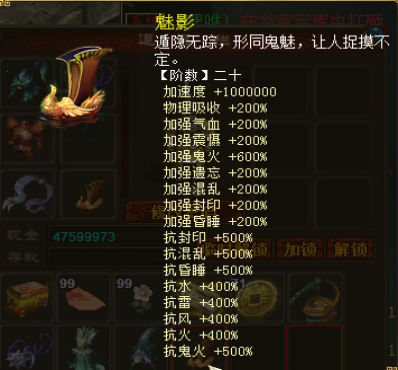 魅影
遁隐无踪，形同鬼魅，让人捉摸不
定。
【阶数】二十
加速度 +1000000
物理吸收 +200%
加强气血 +200%
加强震慑 +200%
加强鬼火 +600%
加强遗忘 +200%
加强混乱 +200%
加强封印 +200%
加强昏睡 +200%
抗封印 +500%
抗混乱 +500%
抗昏睡 +500%
抗水 +400%
抗雷 +400%
抗风 +400%
抗火 +400%
抗鬼火 +500%
现金 47599973
存款
锁 加锁 解锁
99 99